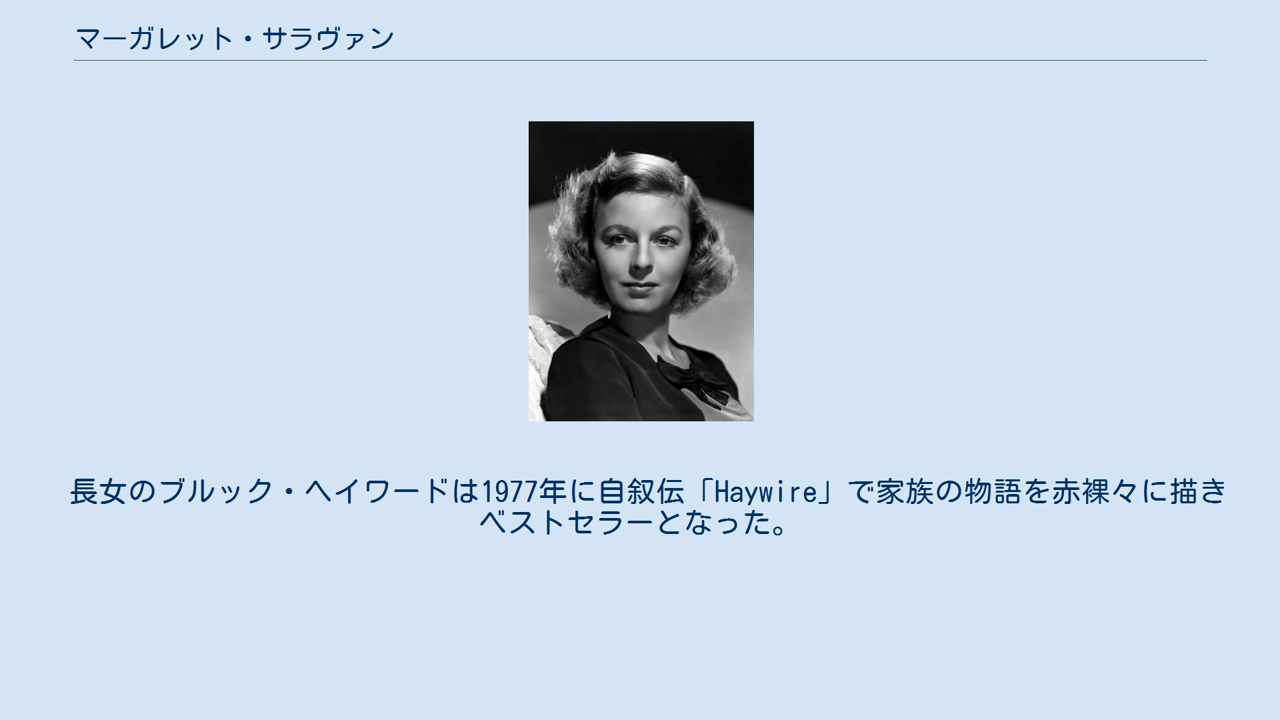 マーガレット・サラヴァン
長女のブルック・ヘイワードは1977年に自叙伝「Haywire」で家族の物語を赤裸々に描き
ベストセラーとなった。